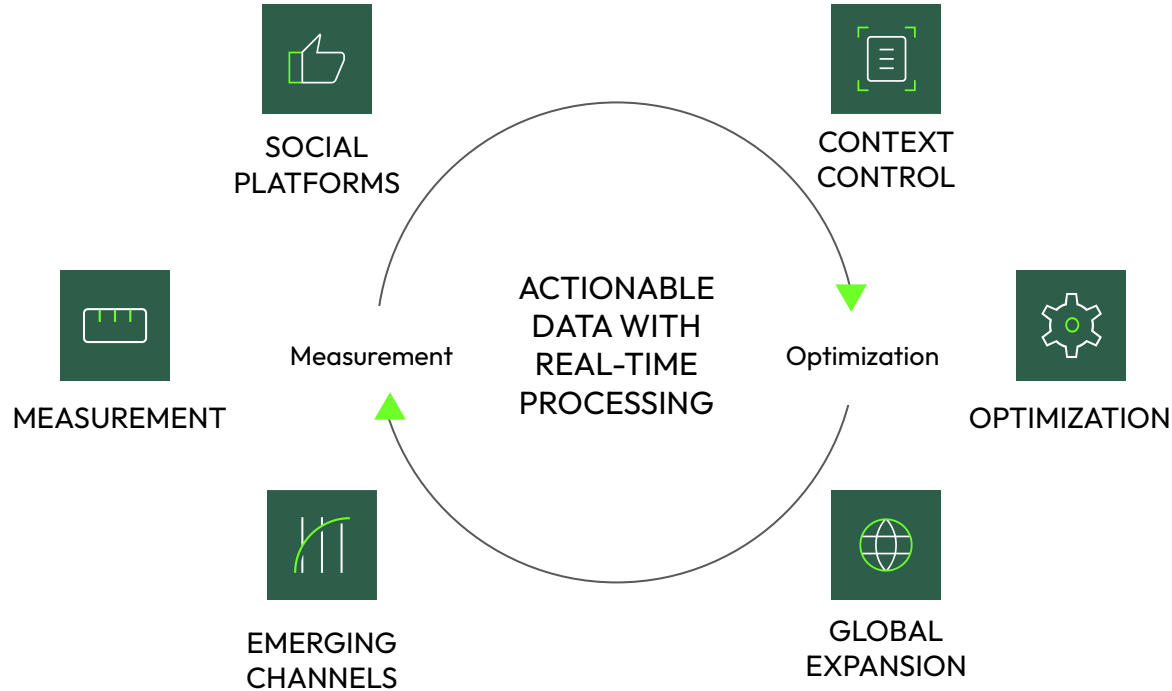 SOCIAL
PLATFORMS
CONTEXT
CONTROL
MEASUREMENT
Measurement
ACTIONABLE
DATA WITH
REAL-TIME
PROCESSING
Optimization
OPTIMIZATION
EMERGING
CHANNELS
GLOBAL
EXPANSION